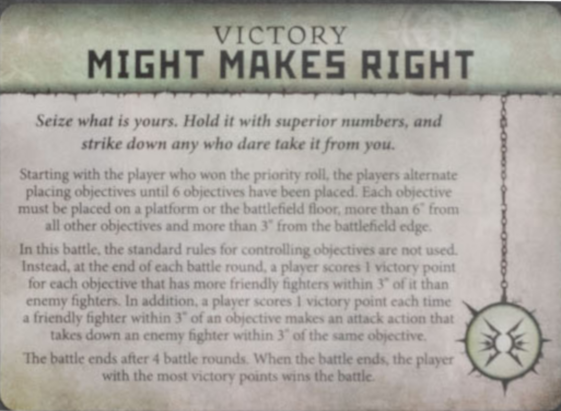 VICTORY
MIGHT MAKES RIGHT
Seize what is yours. Hold it with superior numbers, and
strike down any who dare take it from you.
Starting with the player who won the priority roll, the players alternate
placing objectives until 6 objectives have been placed. Each objective
must be placed on a platform or the battlefield floor, more than 6" from
all other objectives and more than 3" from the battlefield edge.
In this battle, the standard rules for controlling objectives are not used.
Instead, at the end of each battle round, a player scores 1 victory point
for each objective that has more friendly fighters within 3" of it than
enemy fighters. In addition, a player scores 1 victory point each time
a friendly fighter within 3" of an objective makes an attack action that
takes down an enemy fighter within 3" of the same objective.
The battle ends after 4 battle rounds. When the battle ends, the player
with the most victory points wins the battle.